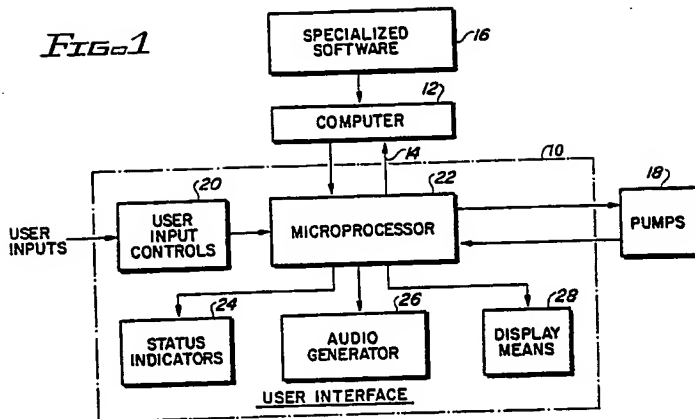 FIG.1
SPECIALIZED
SOFTWARE
16
12
COMPUTER
14
10
20
22
18
USER
INPUTS
USER
INPUT
CONTROLS
MICROPROCESSOR
PUMPS
24
26
28
STATUS
INDICATORS
AUDIO
GENERATOR
DISPLAY
MEANS
USER INTERFACE